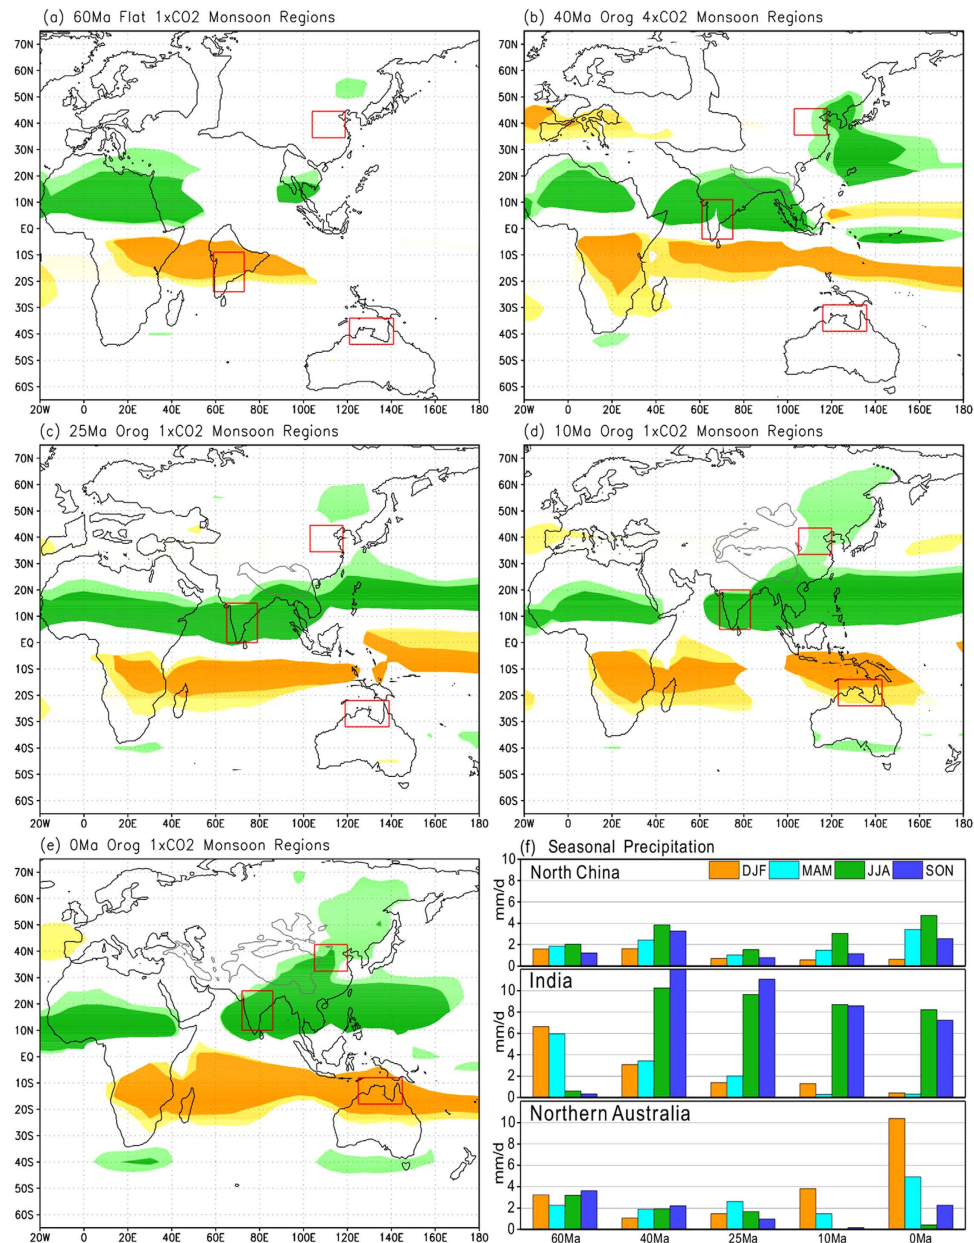 (a) 60Ma Flat 1xCO2 Monsoon Regions
75N
70N
60N
50N
40N
30N
20N
10N
EQ
10S
20S
30S
40S
50S
60S
20W 0 20E 40E 60E 80E 100E 120E 140E 160E 180
(b) 40Ma Orog 4xCO2 Monsoon Regions
70N
60N
50N
40N
30N
20N
10N
EQ
10S
20S
30S
40S
50S
60S
20W 0 20E 40E 60E 80E 100E 120E 140E 160E 180
(c) 25Ma Orog 1xCO2 Monsoon Regions
70N
60N
50N
40N
30N
20N
10N
EQ
10S
20S
30S
40S
50S
60S
20W 0 20E 40E 60E 80E 100E 120E 140E 160E 180
(d) 10Ma Orog 1xCO2 Monsoon Regions
70N
60N
50N
40N
30N
20N
10N
EQ
10S
20S
30S
40S
50S
60S
20W 0 20E 40E 60E 80E 100E 120E 140E 160E 180
(e) 0Ma Orog 1xCO2 Monsoon Regions
70N
60N
50N
40N
30N
20N
10N
EQ
10S
20S
30S
40S
50S
60S
20W 0 20E 40E 60E 80E 100E 120E 140E 160E 180
(f) Seasonal Precipitation
North China
DJF MAM JJA SON
mm/d
10
8
6
4
2
0
India
mm/d
10
8
6
4
2
0
Northern Australia
mm/d
10
8
6
4
2
0
60Ma 40Ma 25Ma 10Ma 0Ma